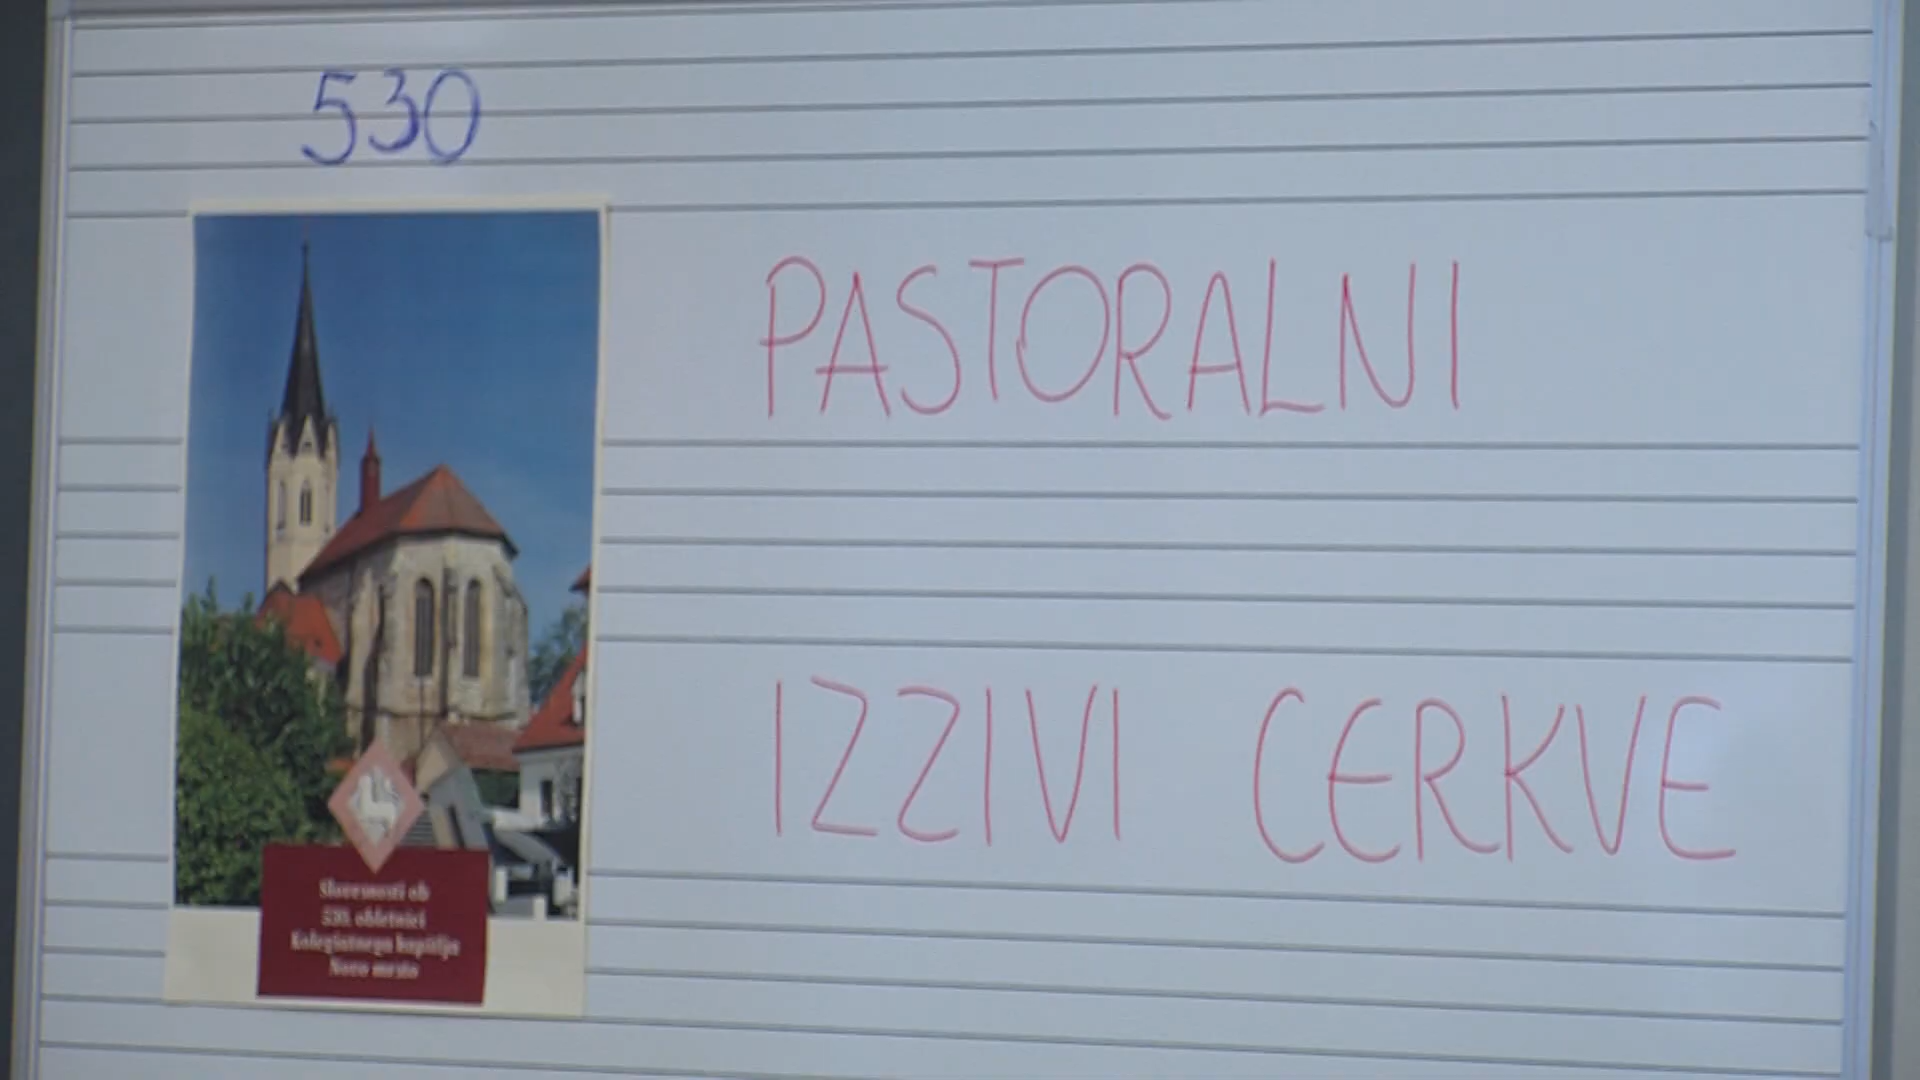 530
PASTORALNI
IZZIVI CERKVE
Slovesnosti ob
530. obletnici
Kolegiatnega kapitlja
Novo mesto